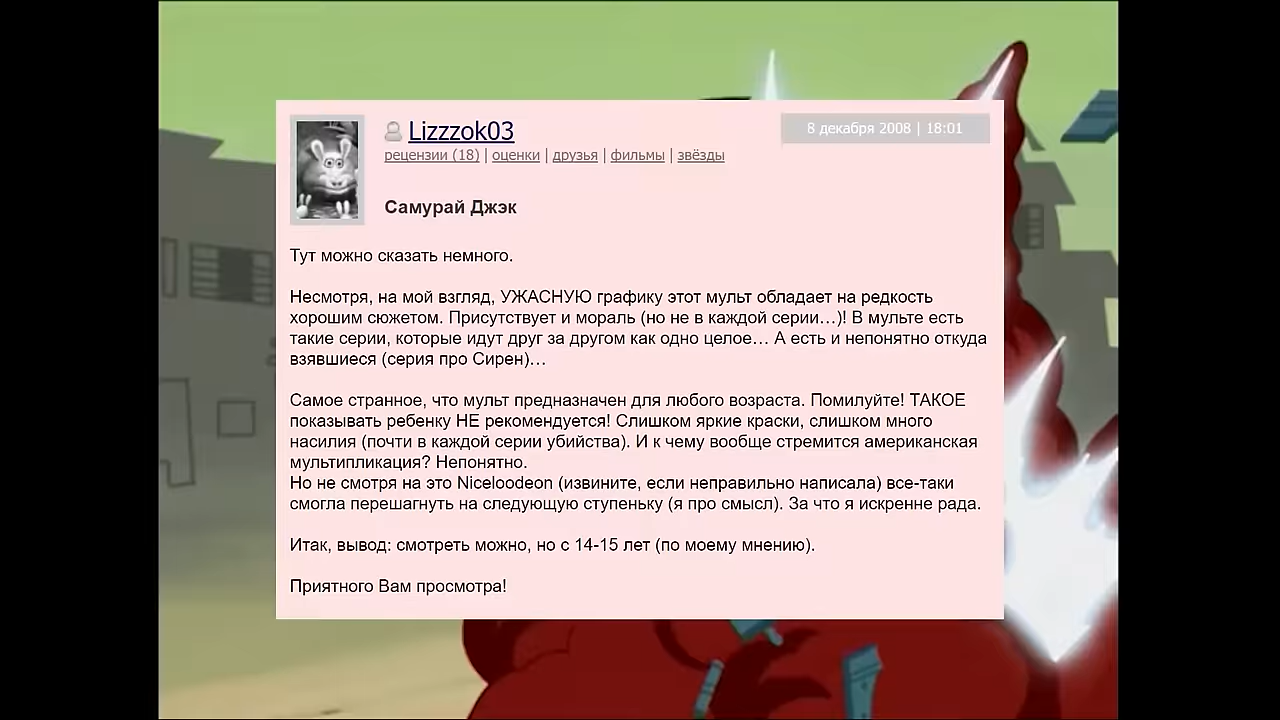 Lizzzok03
8 декабря 2008 | 18:01
рецензии (18) | оценки | друзья | фильмы | звёзды
Самурай Джэк
Тут можно сказать немного.
Несмотря, на мой взгляд, УЖАСНУЮ графику этот мульт обладает на редкость
хорошим сюжетом. Присутствует и мораль (но не в каждой серии…)! В мульте есть
такие серии, которые идут друг за другом как одно целое… А есть и непонятно откуда
взявшиеся (серия про Сирен)…
Самое странное, что мульт предназначен для любого возраста. Помилуйте! ТАКОЕ
показывать ребенку НЕ рекомендуется! Слишком яркие краски, слишком много
насилия (почти в каждой серии убийства). И к чему вообще стремится американская
мультипликация? Непонятно.
Но не смотря на это Niceloodeon (извините, если неправильно написала) все-таки
смогла перешагнуть на следующую ступеньку (я про смысл). За что я искренне рада.
Итак, вывод: смотреть можно, но с 14-15 лет (по моему мнению).
Приятного Вам просмотра!